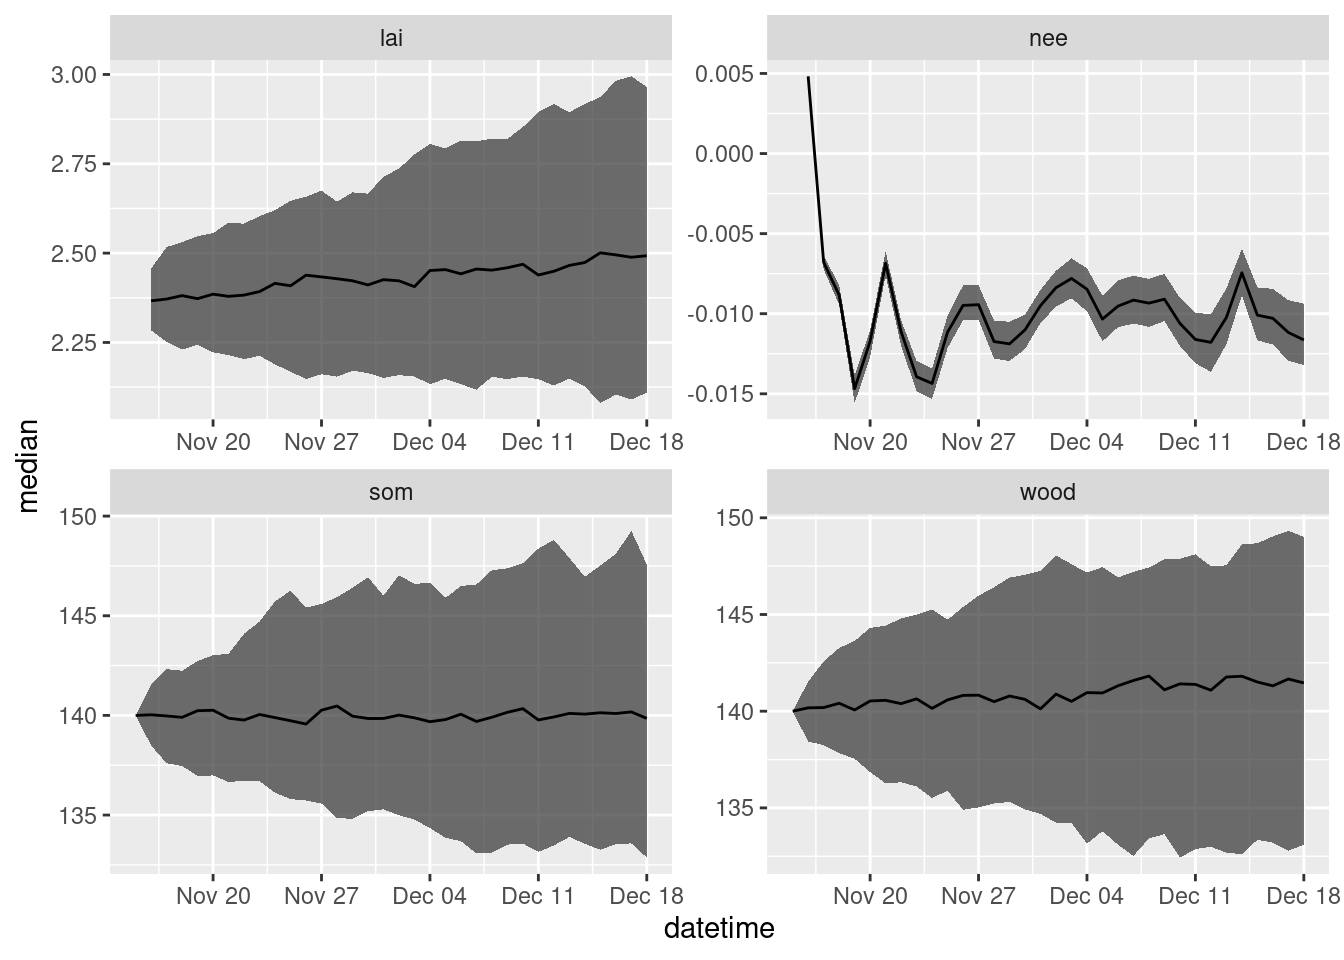 lai
nee
3.00
2.75
2.50
2.25
0.005
0.000
-0.005
-0.010
-0.015
Nov 20 Nov 27 Dec 04 Dec 11 Dec 18
Nov 20 Nov 27 Dec 04 Dec 11 Dec 18
median
som
wood
150
145
140
135
150
145
140
135
Nov 20 Nov 27 Dec 04 Dec 11 Dec 18
Nov 20 Nov 27 Dec 04 Dec 11 Dec 18
datetime